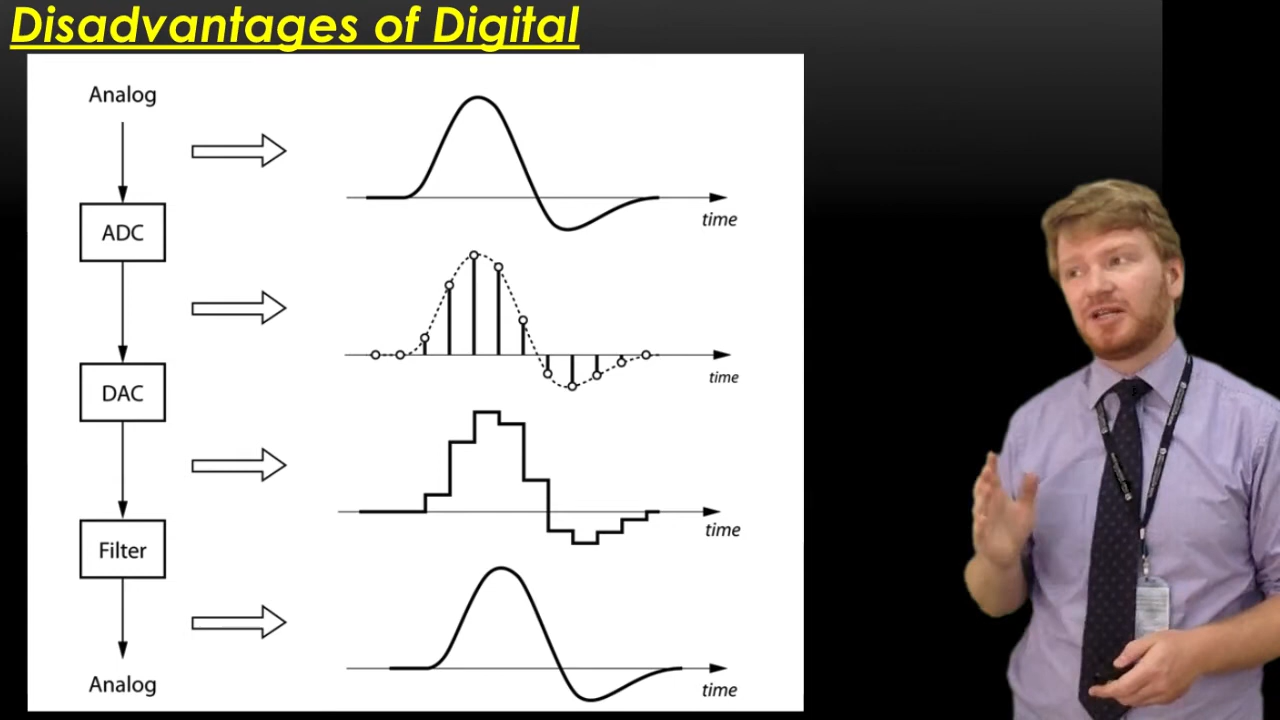 Disadvantages of Digital
Analog
time
ADC
time
DAC
time
Filter
time
Analog